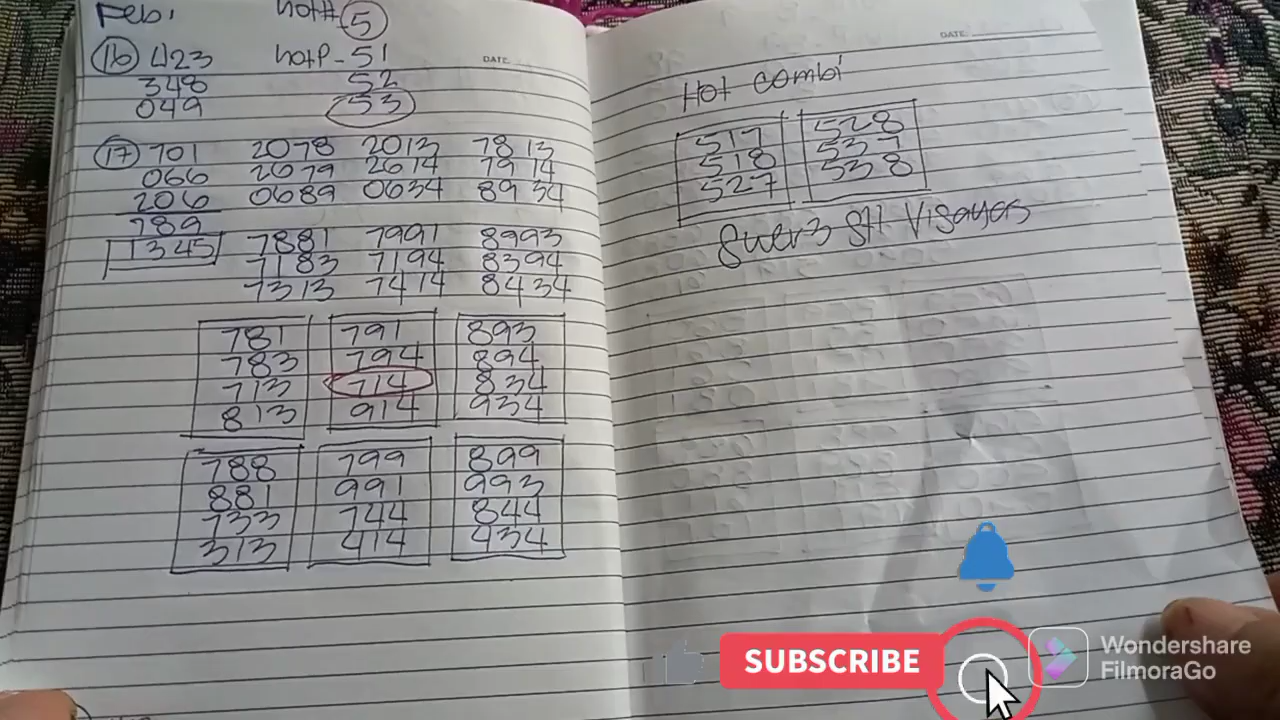 Feb. hot# 5
16 423 hotP-51
348 52
049 53
17 701 2078 2013 7813
066 2679 2614 7914
206 0689 0634 8934
789
1345 7881 7991 8993
7183 7194 8394
7313 7414 8434
781 791 893
783 794 894
713 714 834
813 914 934
788 799 899
881 991 993
733 744 844
313 414 434
DATE:
DATE:
Hot combi
517 528
518 537
527 538
Swer3 Stl Visayas
SUBSCRIBE
Wondershare
FilmoraGo